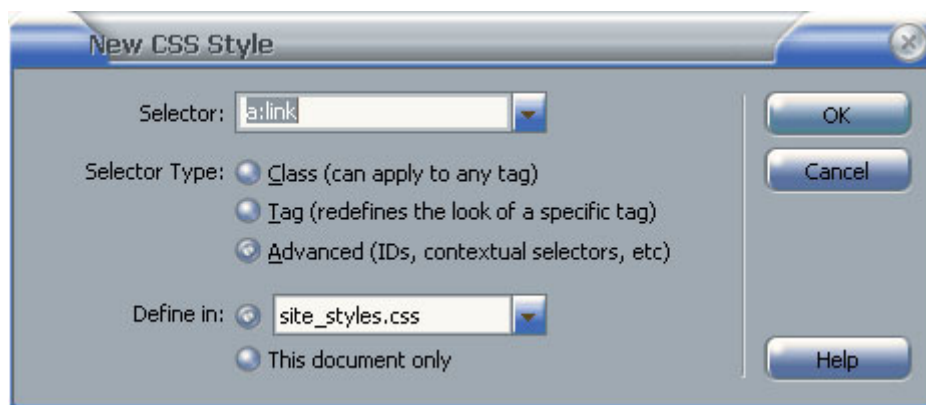 New CSS Style
Selector: a:link
OK
Selector Type: Class (can apply to any tag)
Cancel
Tag (redefines the look of a specific tag)
Advanced (IDs, contextual selectors, etc)
Define in: site_styles.css
This document only
Help